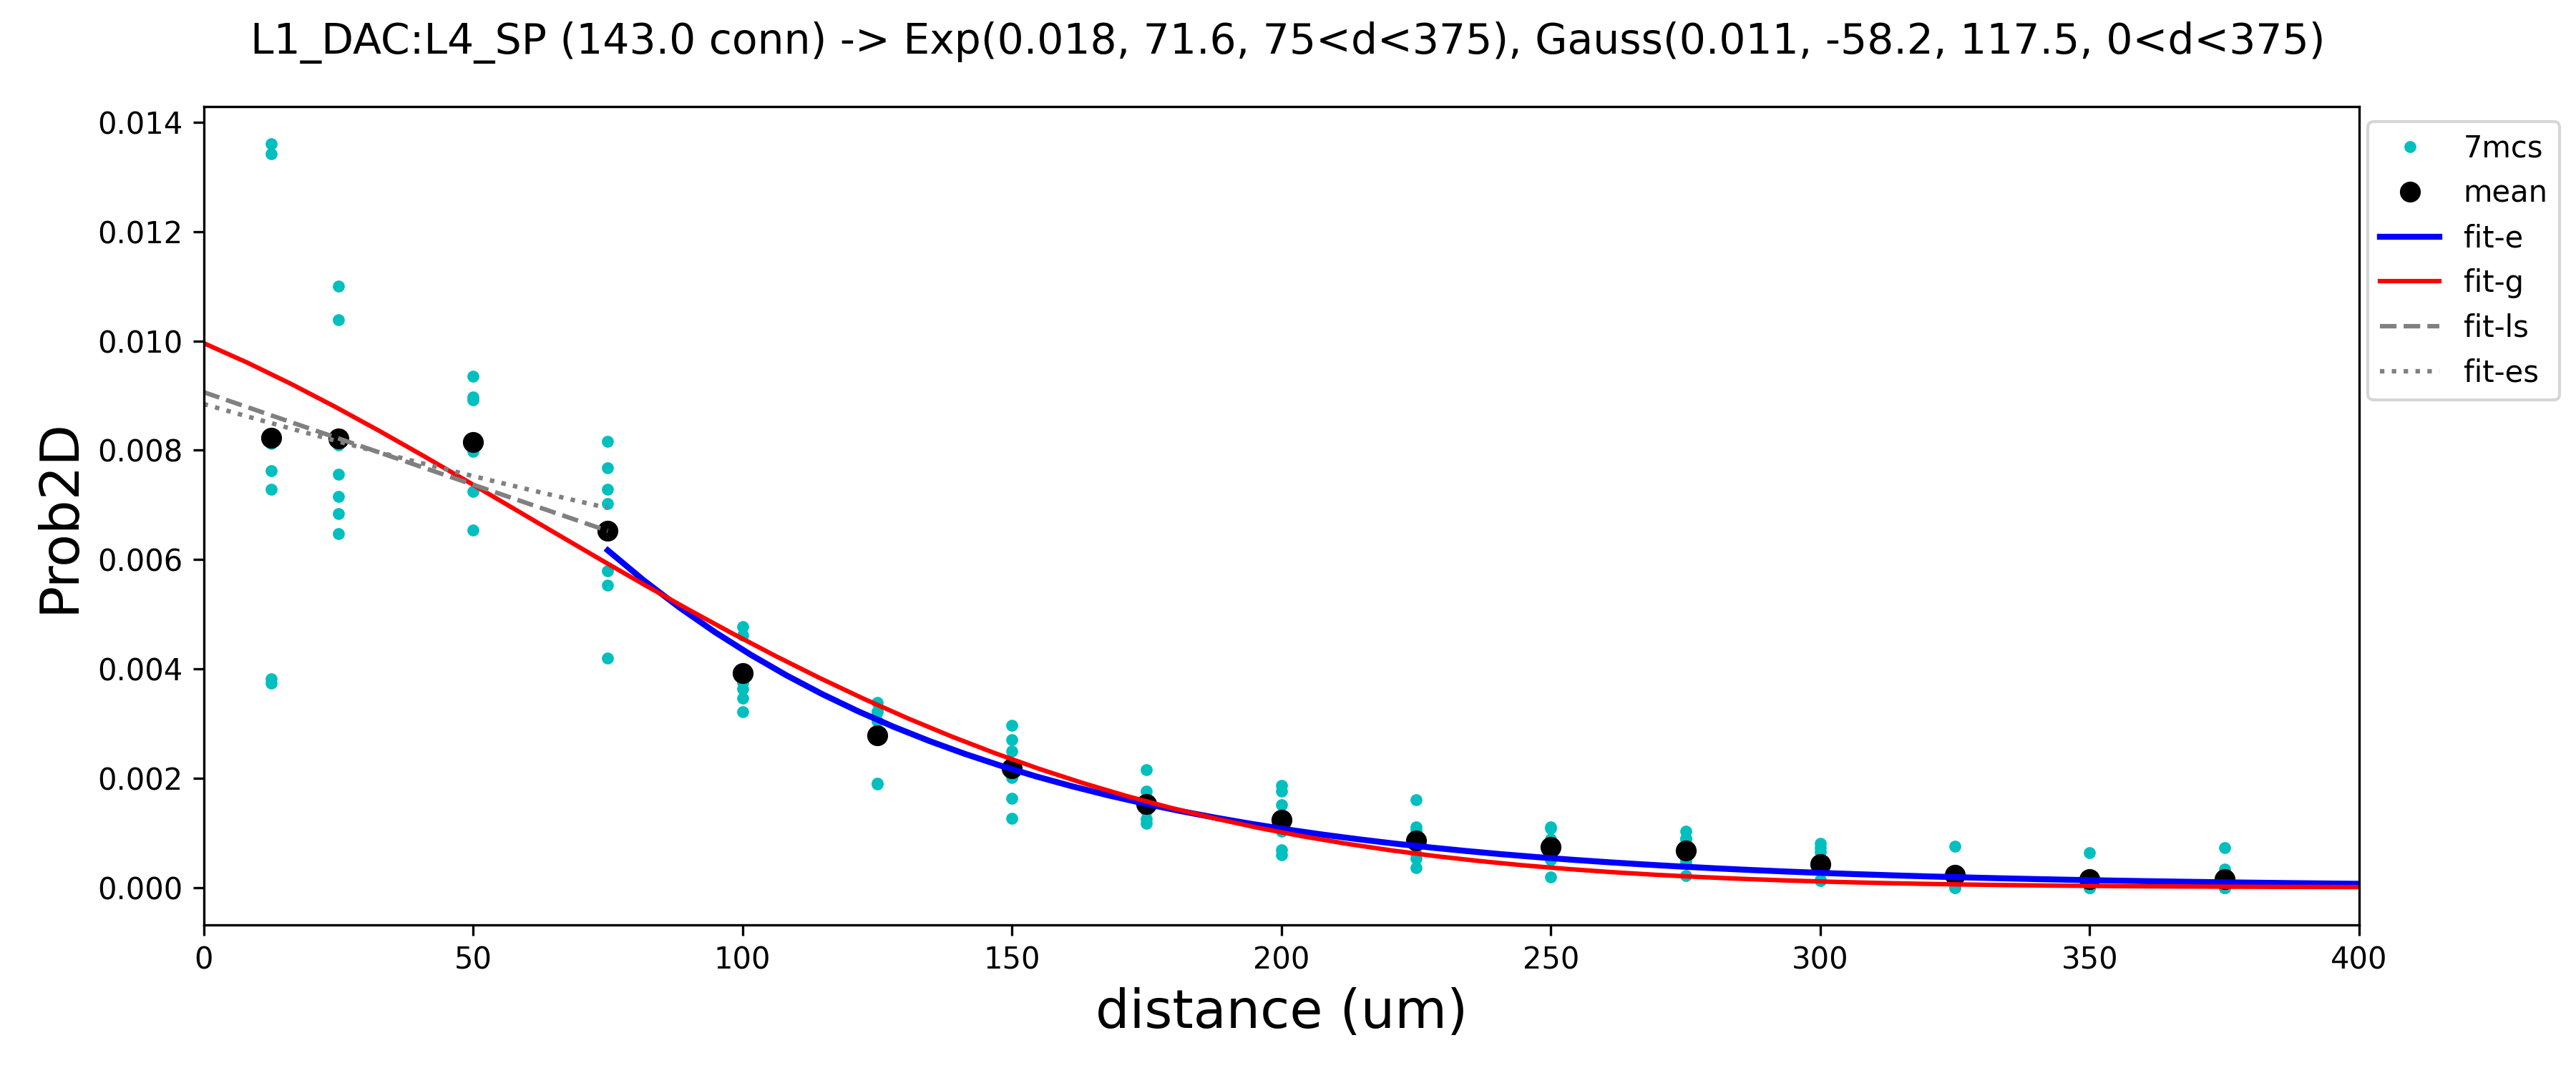 L1_DAC:L4_SP (143.0 conn) -> Exp(0.018, 71.6, 75<d<375), Gauss(0.011, -58.2, 117.5, 0<d<375)
0.014
0.012
0.010
0.008
0.006
0.004
0.002
0.000
Prob2D
0 50 100 150 200 250 300 350 400
distance (um)
7mcs
mean
fit-e
fit-g
fit-ls
fit-es